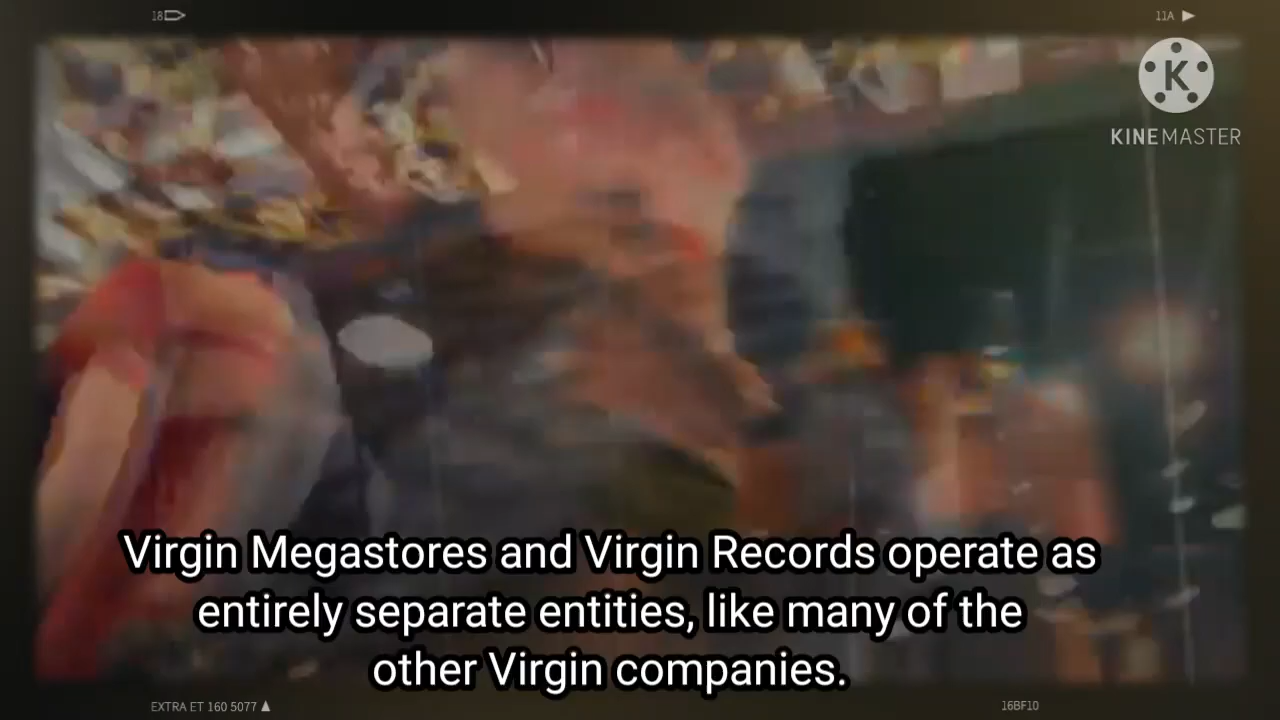 18
11A
K
KINEMASTER
Virgin Megastores and Virgin Records operate as
entirely separate entities, like many of the
other Virgin companies.
EXTRA ET 160 5077
16BF10